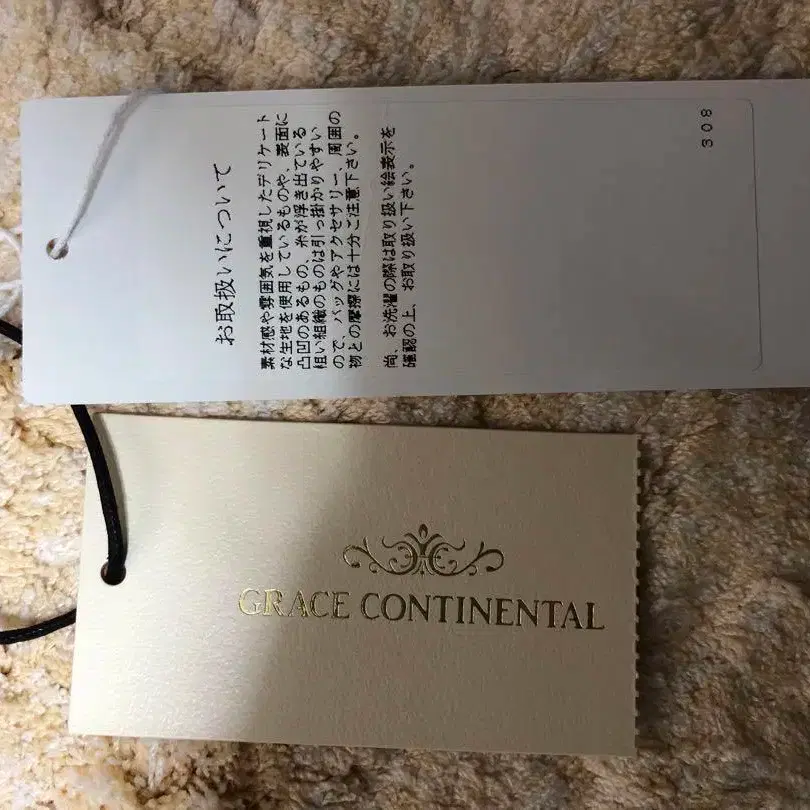 お取扱いについて
素材感や雰囲気を重視したデリケート
な生地を使用しているものや、表面に
凸凹のあるもの、糸が浮き出ている
粗い組織のものは引っ掛かりやすい
ので、バッグやアクセサリー、周囲の
物との摩擦には十分ご注意下さい。
尚、お洗濯の際は取り扱い絵表示を
確認の上、お取り扱い下さい。
308
GRACE CONTINENTAL